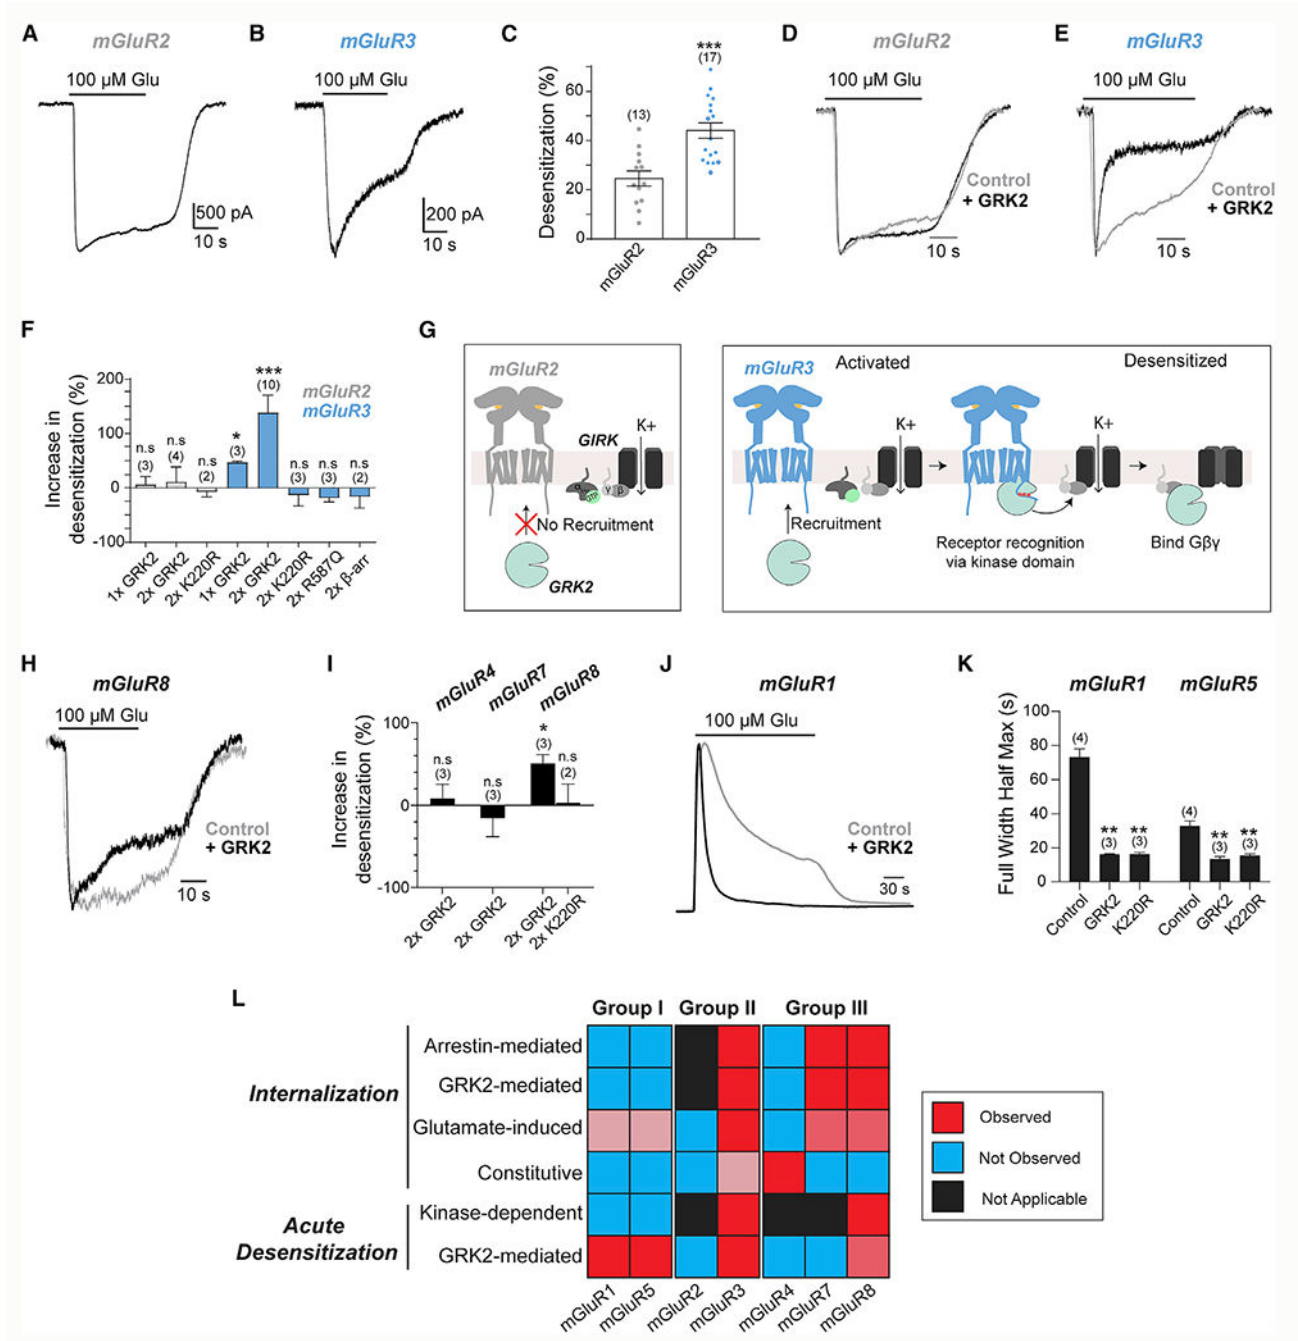 A
mGluR2
100 µM Glu
500 pA
10 s
B
mGluR3
100 µM Glu
200 pA
10 s
C
***
(17)
(13)
Desensitization (%)
60
40
20
0
mGluR2
mGluR3
D
mGluR2
100 µM Glu
Control
+ GRK2
10 s
E
mGluR3
100 µM Glu
Control
+ GRK2
10 s
F
Increase in
desensitization (%)
200
100
0
-100
mGluR2
mGluR3
n.s
(3)
n.s
(4)
n.s
(2)
*
(3)
***
(10)
n.s
(3)
n.s
(3)
n.s
(2)
1x GRK2
2x GRK2
2x K220R
1x GRK2
2x GRK2
2x K220R
2x R587Q
2x β-arr
G
mGluR2
GIRK
K+
α
GTP
γ
β
No Recruitment
GRK2
mGluR3
Activated
Desensitized
K+
K+
Recruitment
Receptor recognition
via kinase domain
Bind Gβγ
H
mGluR8
100 µM Glu
Control
+ GRK2
10 s
I
mGluR4
mGluR7
mGluR8
Increase in
desensitization (%)
100
0
-100
n.s
(3)
n.s
(3)
*
(3)
n.s
(2)
2x GRK2
2x GRK2
2x GRK2
2x K220R
J
mGluR1
100 µM Glu
Control
+ GRK2
30 s
K
mGluR1
mGluR5
Full Width Half Max (s)
100
80
60
40
20
0
(4)
**
(3)
**
(3)
(4)
**
(3)
**
(3)
Control
GRK2
K220R
Control
GRK2
K220R
L
Group I
Group II
Group III
Internalization
Arrestin-mediated
GRK2-mediated
Glutamate-induced
Constitutive
Acute
Desensitization
Kinase-dependent
GRK2-mediated
mGluR1
mGluR5
mGluR2
mGluR3
mGluR4
mGluR7
mGluR8
Observed
Not Observed
Not Applicable